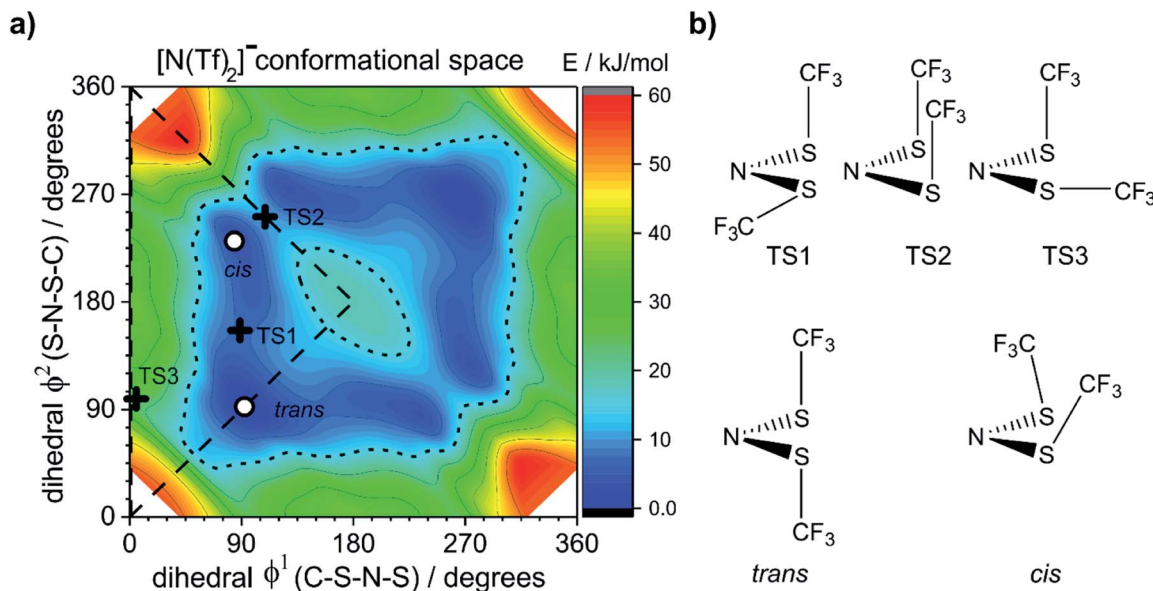 a)
[N(Tf)₂]⁻ conformational space
E / kJ/mol
dihedral ϕ² (S-N-S-C) / degrees
360
270
180
90
0
TS2
cis
TS1
TS3
trans
0 90 180 270 360
dihedral ϕ¹ (C-S-N-S) / degrees
60
50
40
30
20
10
0.0
b)
CF₃ CF₃ CF₃
CF₃
N S S N S S N S S CF₃
F₃C
TS1 TS2 TS3
CF₃
F₃C CF₃
N S S N S S
CF₃
trans cis